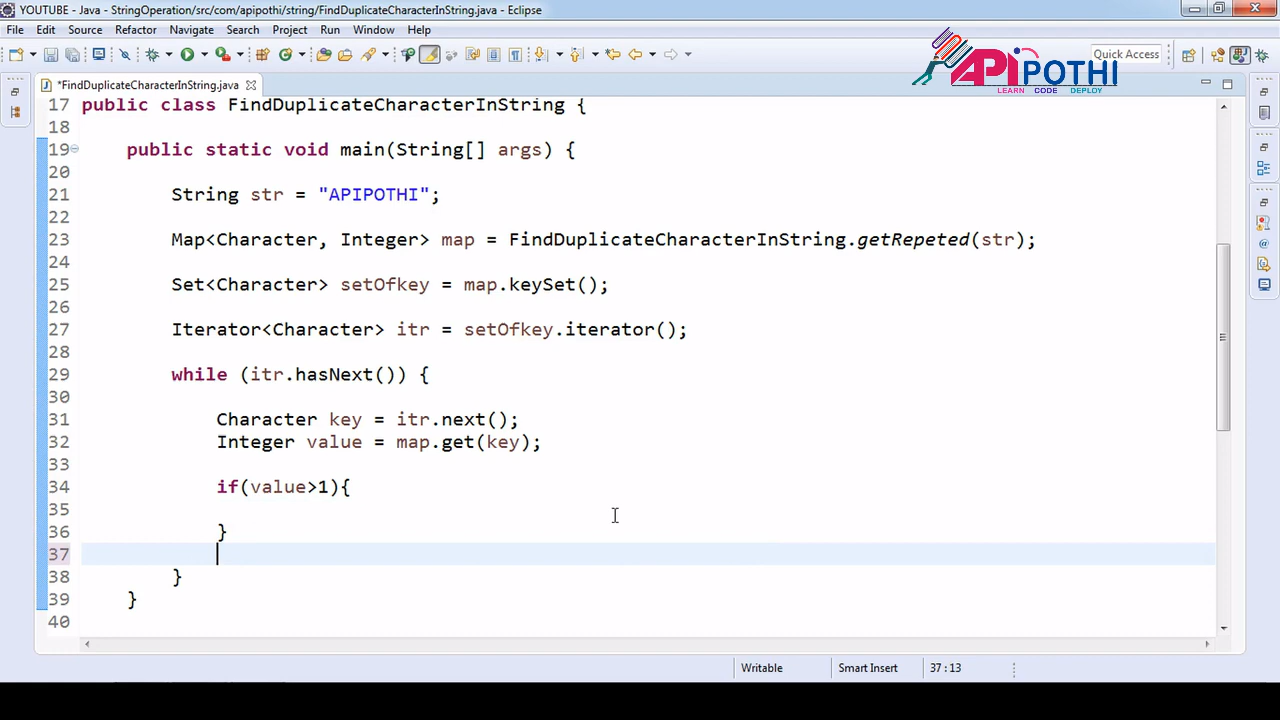 YOUTUBE - Java - StringOperation/src/com/apipothi/string/FindDuplicateCharacterInString.java - Eclipse
File Edit Source Refactor Navigate Search Project Run Window Help
Quick Access
APIPOTHI
LEARN CODE DEPLOY
*FindDuplicateCharacterInString.java
17 public class FindDuplicateCharacterInString {
18
19 public static void main(String[] args) {
20
21 String str = "APIPOTHI";
22
23 Map<Character, Integer> map = FindDuplicateCharacterInString.getRepeted(str);
24
25 Set<Character> setOfkey = map.keySet();
26
27 Iterator<Character> itr = setOfkey.iterator();
28
29 while (itr.hasNext()) {
30
31 Character key = itr.next();
32 Integer value = map.get(key);
33
34 if(value>1){
35
36 }
37
38 }
39 }
40
Writable Smart Insert 37 : 13